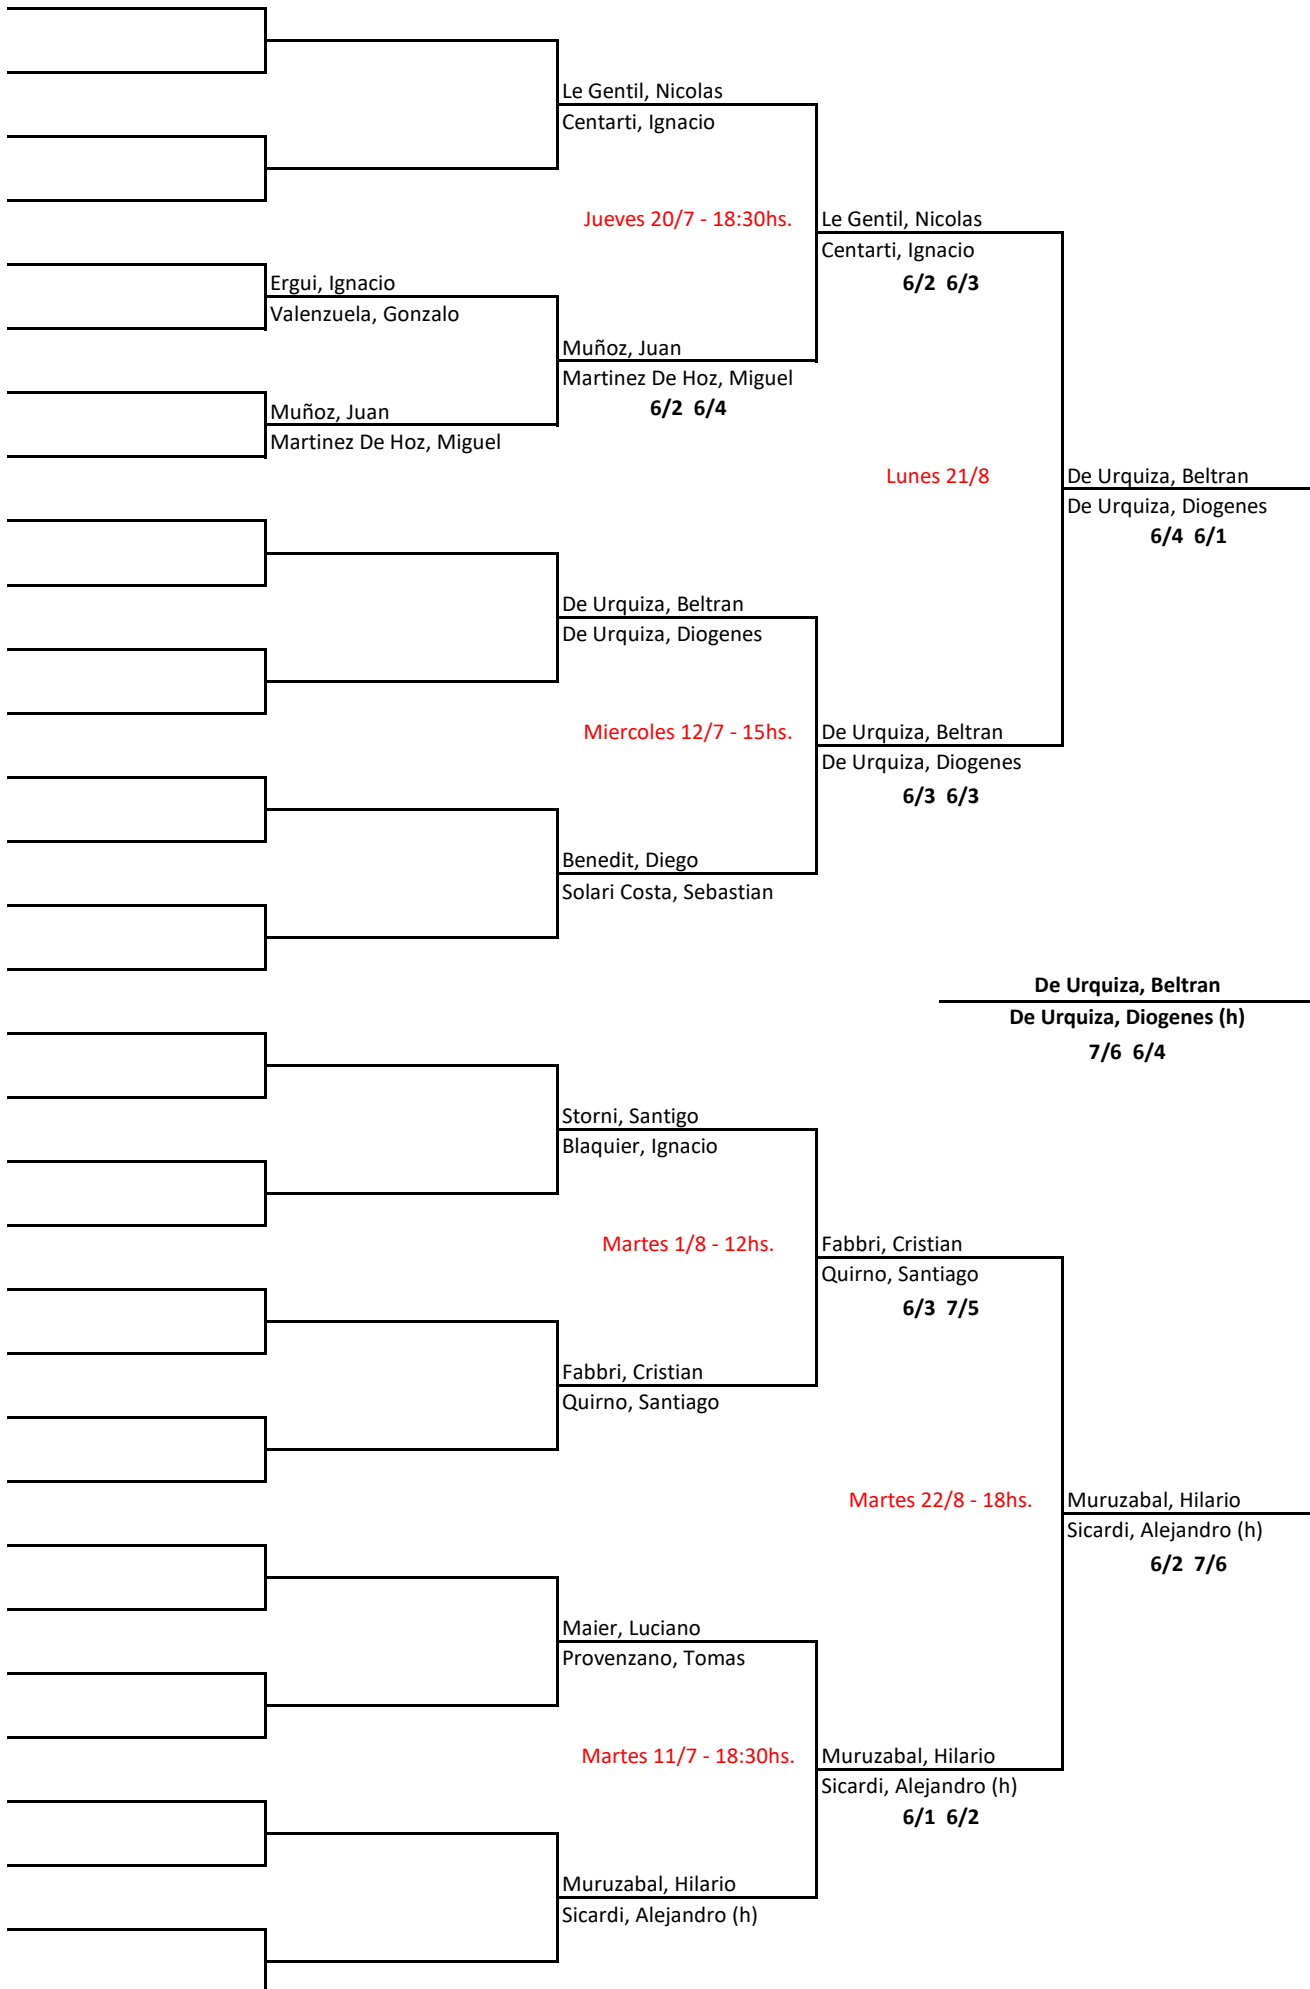 Le Gentil, Nicolas
Centarti, Ignacio
Jueves 20/7 - 18:30hs.
Le Gentil, Nicolas
Centarti, Ignacio
6/2 6/3
Ergui, Ignacio
Valenzuela, Gonzalo
Muñoz, Juan
Martinez De Hoz, Miguel
6/2 6/4
Muñoz, Juan
Martinez De Hoz, Miguel
Lunes 21/8
De Urquiza, Beltran
De Urquiza, Diogenes
6/4 6/1
De Urquiza, Beltran
De Urquiza, Diogenes
Miercoles 12/7 - 15hs.
De Urquiza, Beltran
De Urquiza, Diogenes
6/3 6/3
Benedit, Diego
Solari Costa, Sebastian
De Urquiza, Beltran
De Urquiza, Diogenes (h)
7/6 6/4
Storni, Santigo
Blaquier, Ignacio
Martes 1/8 - 12hs.
Fabbri, Cristian
Quirno, Santiago
6/3 7/5
Fabbri, Cristian
Quirno, Santiago
Martes 22/8 - 18hs.
Muruzabal, Hilario
Sicardi, Alejandro (h)
6/2 7/6
Maier, Luciano
Provenzano, Tomas
Martes 11/7 - 18:30hs.
Muruzabal, Hilario
Sicardi, Alejandro (h)
6/1 6/2
Muruzabal, Hilario
Sicardi, Alejandro (h)